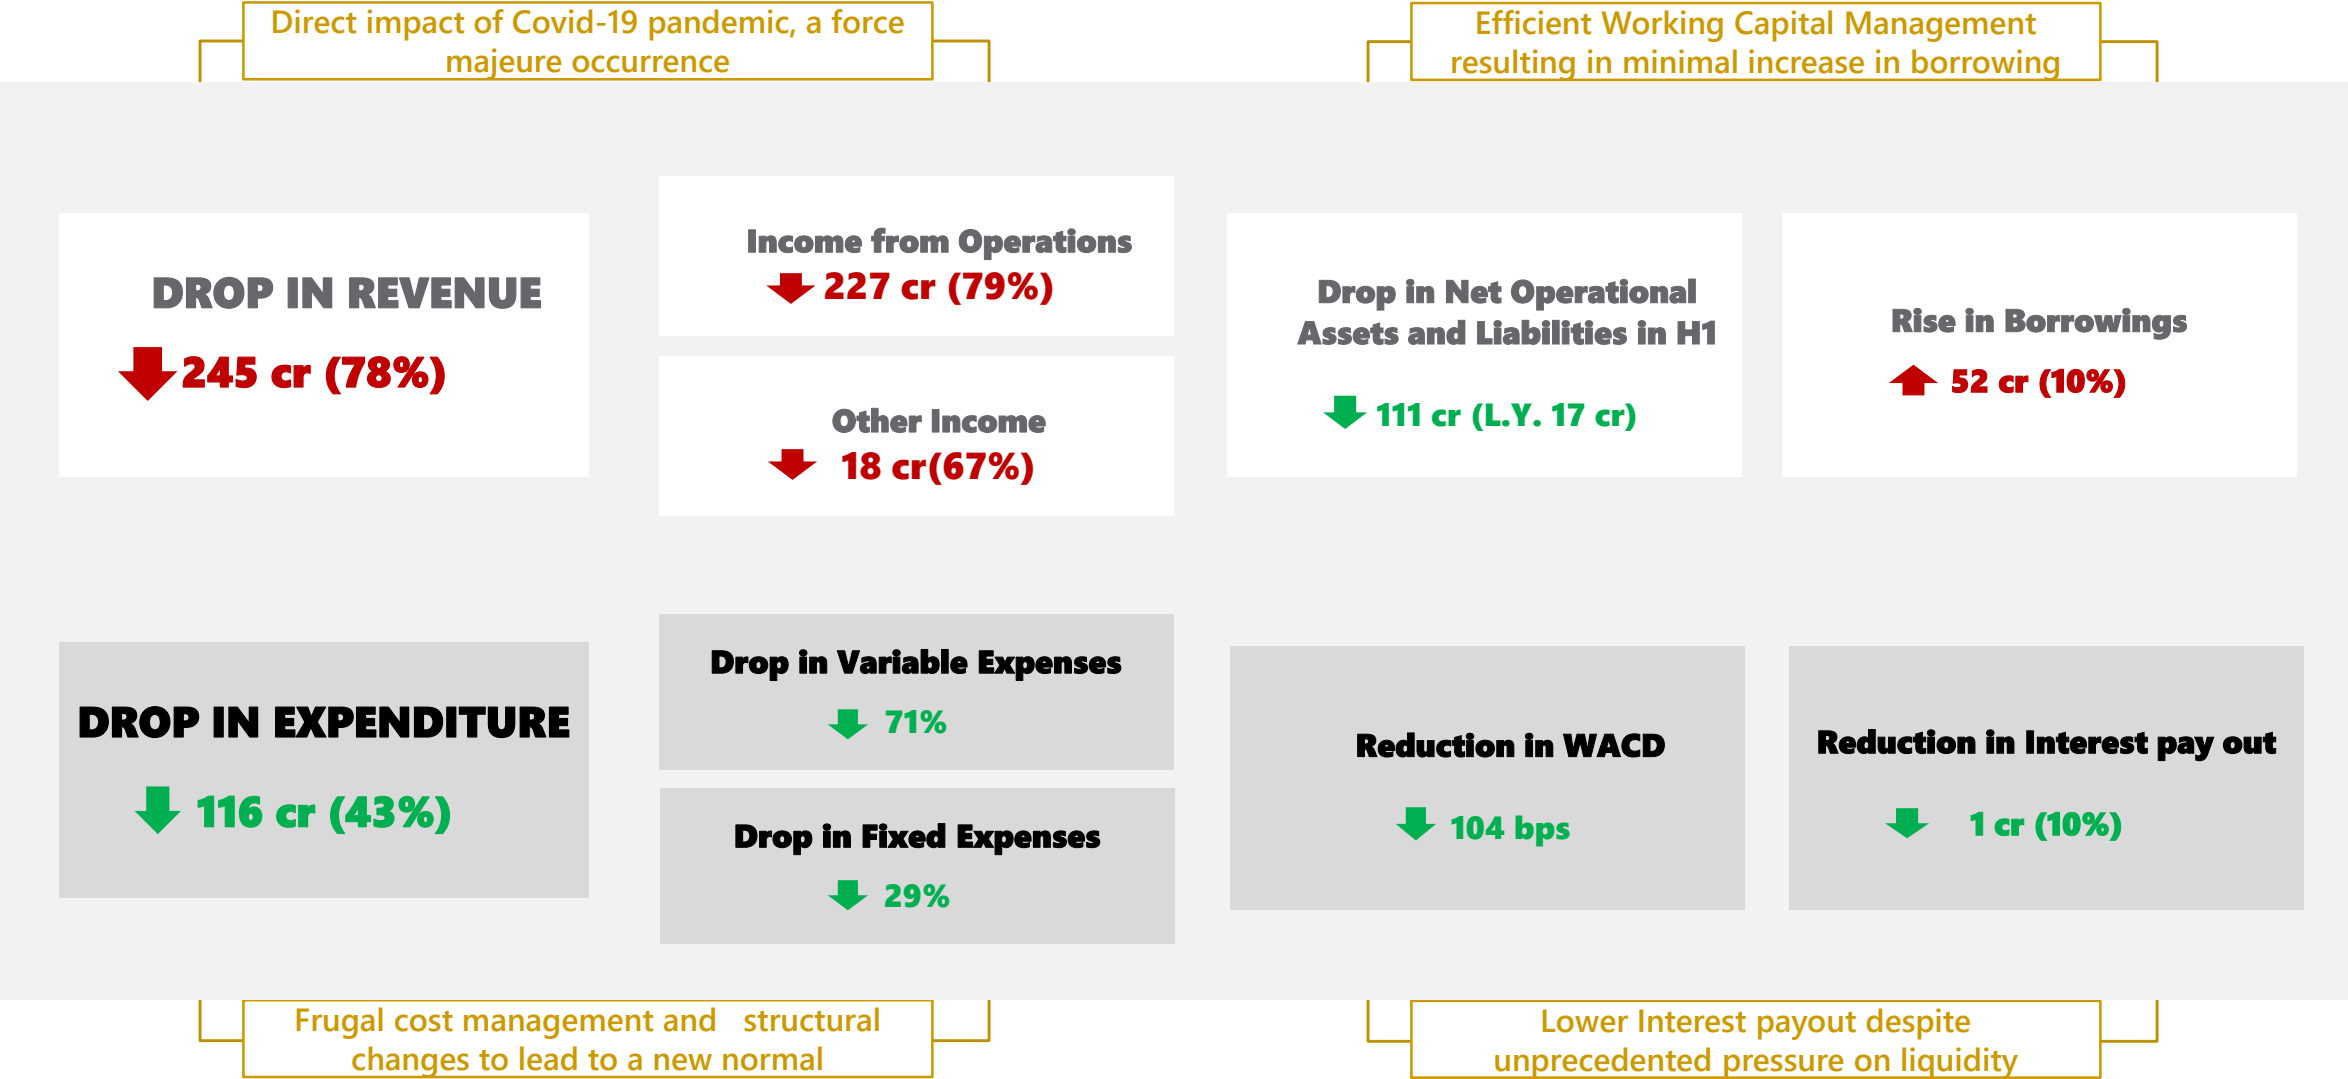 Direct impact of Covid-19 pandemic, a force
majeure occurrence
Efficient Working Capital Management
resulting in minimal increase in borrowing
DROP IN REVENUE
245 cr (78%)
Income from Operations
227 cr (79%)
Other Income
18 cr(67%)
Drop in Net Operational
Assets and Liabilities in H1
111 cr (L.Y. 17 cr)
Rise in Borrowings
52 cr (10%)
DROP IN EXPENDITURE
116 cr (43%)
Drop in Variable Expenses
71%
Drop in Fixed Expenses
29%
Reduction in WACD
104 bps
Reduction in Interest pay out
1 cr (10%)
Frugal cost management and structural
changes to lead to a new normal
Lower Interest payout despite
unprecedented pressure on liquidity